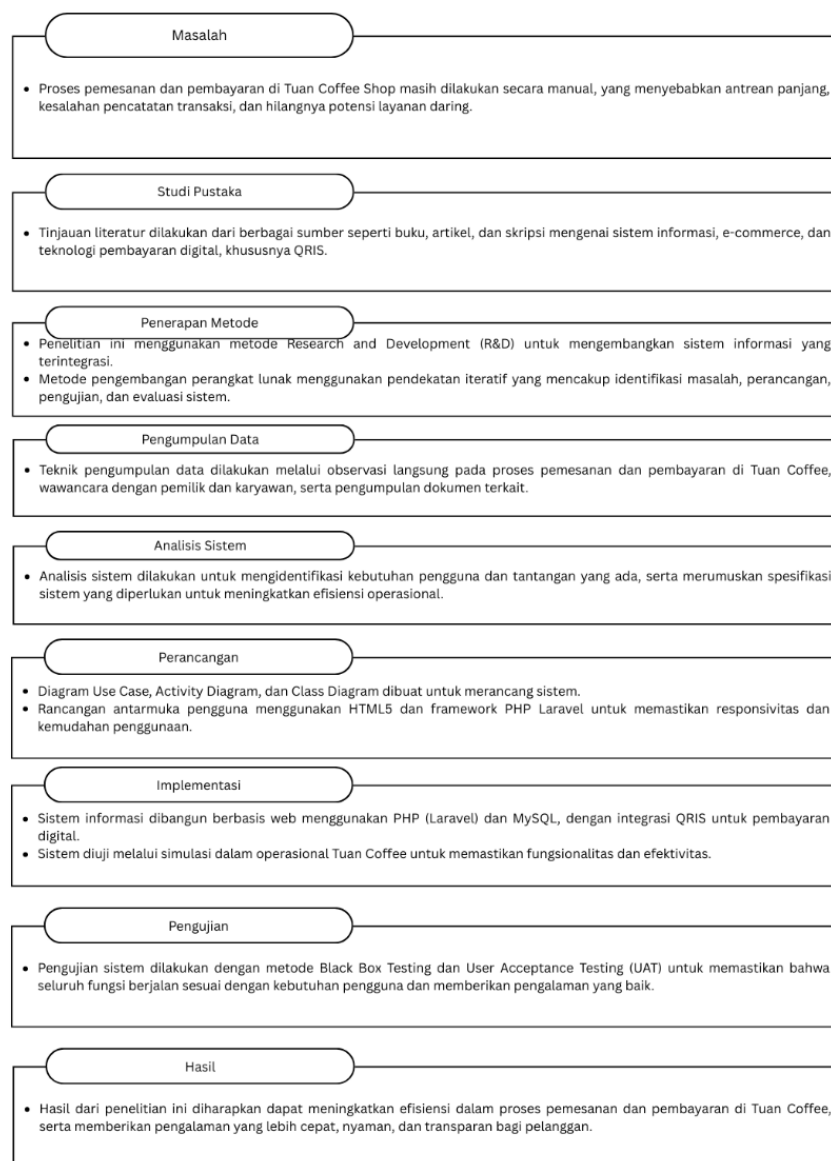 Masalah
• Proses pemesanan dan pembayaran di Tuan Coffee Shop masih dilakukan secara manual, yang menyebabkan antrean panjang,
kesalahan pencatatan transaksi, dan hilangnya potensi layanan daring.
Studi Pustaka
• Tinjauan literatur dilakukan dari berbagai sumber seperti buku, artikel, dan skripsi mengenai sistem informasi, e-commerce, dan
teknologi pembayaran digital, khususnya QRIS.
Penerapan Metode
• Penelitian ini menggunakan metode Research and Development (R&D) untuk mengembangkan sistem informasi yang
terintegrasi.
• Metode pengembangan perangkat lunak menggunakan pendekatan iteratif yang mencakup identifikasi masalah, perancangan,
pengujian, dan evaluasi sistem.
Pengumpulan Data
• Teknik pengumpulan data dilakukan melalui observasi langsung pada proses pemesanan dan pembayaran di Tuan Coffee,
wawancara dengan pemilik dan karyawan, serta pengumpulan dokumen terkait.
Analisis Sistem
• Analisis sistem dilakukan untuk mengidentifikasi kebutuhan pengguna dan tantangan yang ada, serta merumuskan spesifikasi
sistem yang diperlukan untuk meningkatkan efisiensi operasional.
Perancangan
• Diagram Use Case, Activity Diagram, dan Class Diagram dibuat untuk merancang sistem.
• Rancangan antarmuka pengguna menggunakan HTML5 dan framework PHP Laravel untuk memastikan responsivitas dan
kemudahan penggunaan.
Implementasi
• Sistem informasi dibangun berbasis web menggunakan PHP (Laravel) dan MySQL, dengan integrasi QRIS untuk pembayaran
digital.
• Sistem diuji melalui simulasi dalam operasional Tuan Coffee untuk memastikan fungsionalitas dan efektivitas.
Pengujian
• Pengujian sistem dilakukan dengan metode Black Box Testing dan User Acceptance Testing (UAT) untuk memastikan bahwa
seluruh fungsi berjalan sesuai dengan kebutuhan pengguna dan memberikan pengalaman yang baik.
Hasil
• Hasil dari penelitian ini diharapkan dapat meningkatkan efisiensi dalam proses pemesanan dan pembayaran di Tuan Coffee,
serta memberikan pengalaman yang lebih cepat, nyaman, dan transparan bagi pelanggan.